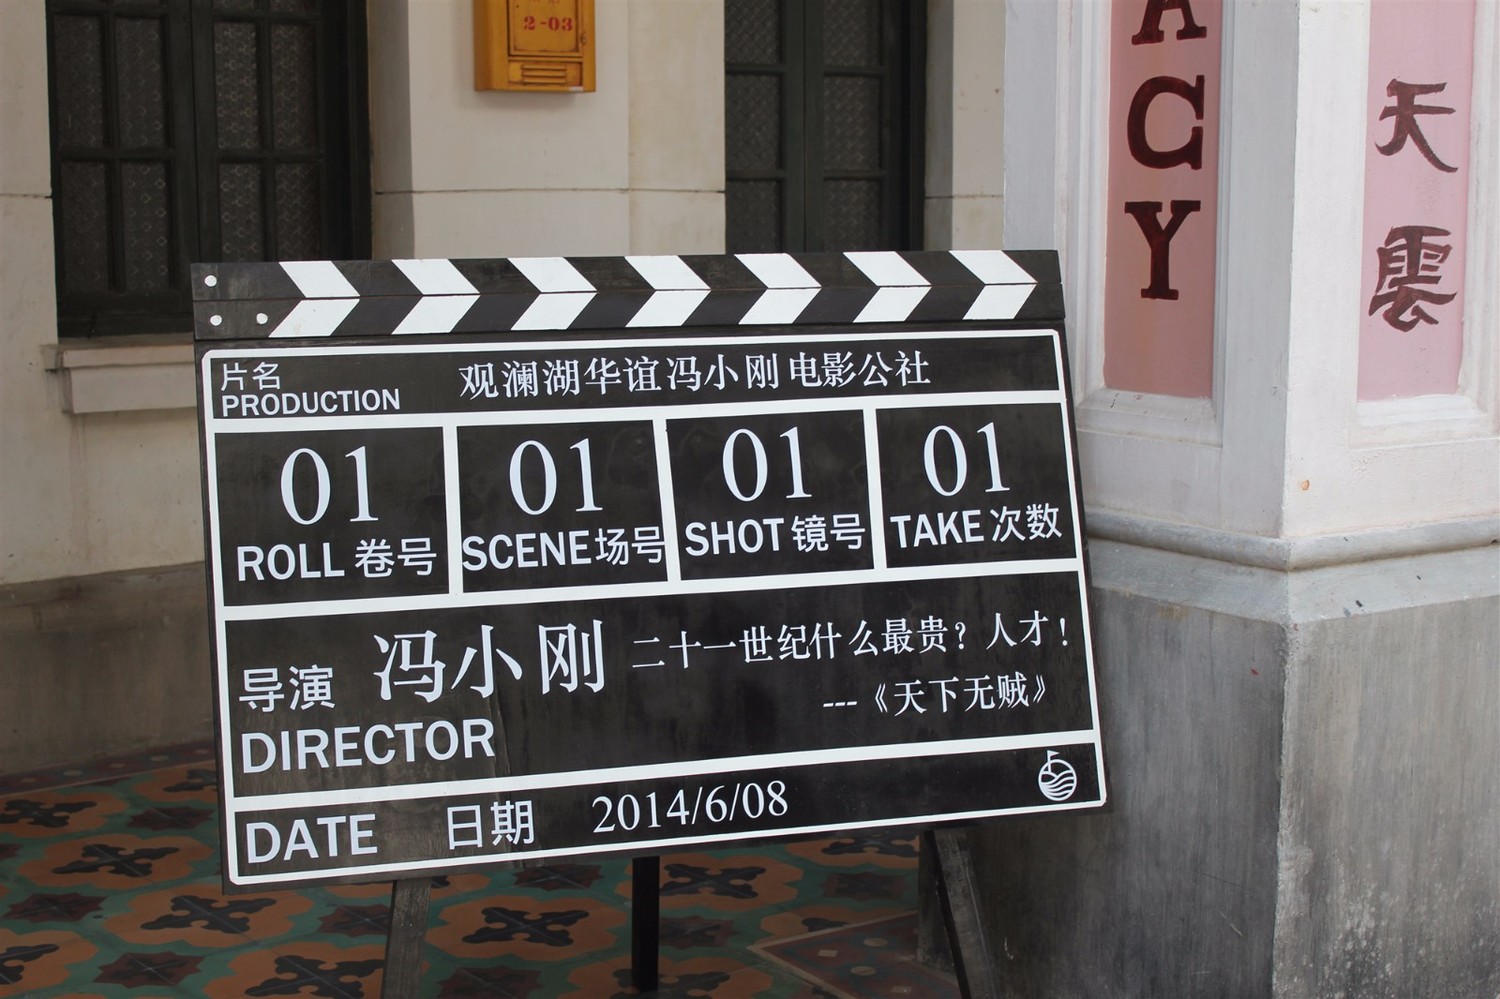 2-03
ACY
天雲
片名
PRODUCTION
观澜湖华谊冯小刚电影公社
01
ROLL 卷号
01
SCENE场号
01
SHOT 镜号
01
TAKE 次数
导演
DIRECTOR
冯小刚
二十一世纪什么最贵？人才！
---《天下无贼》
DATE 日期 2014/6/08